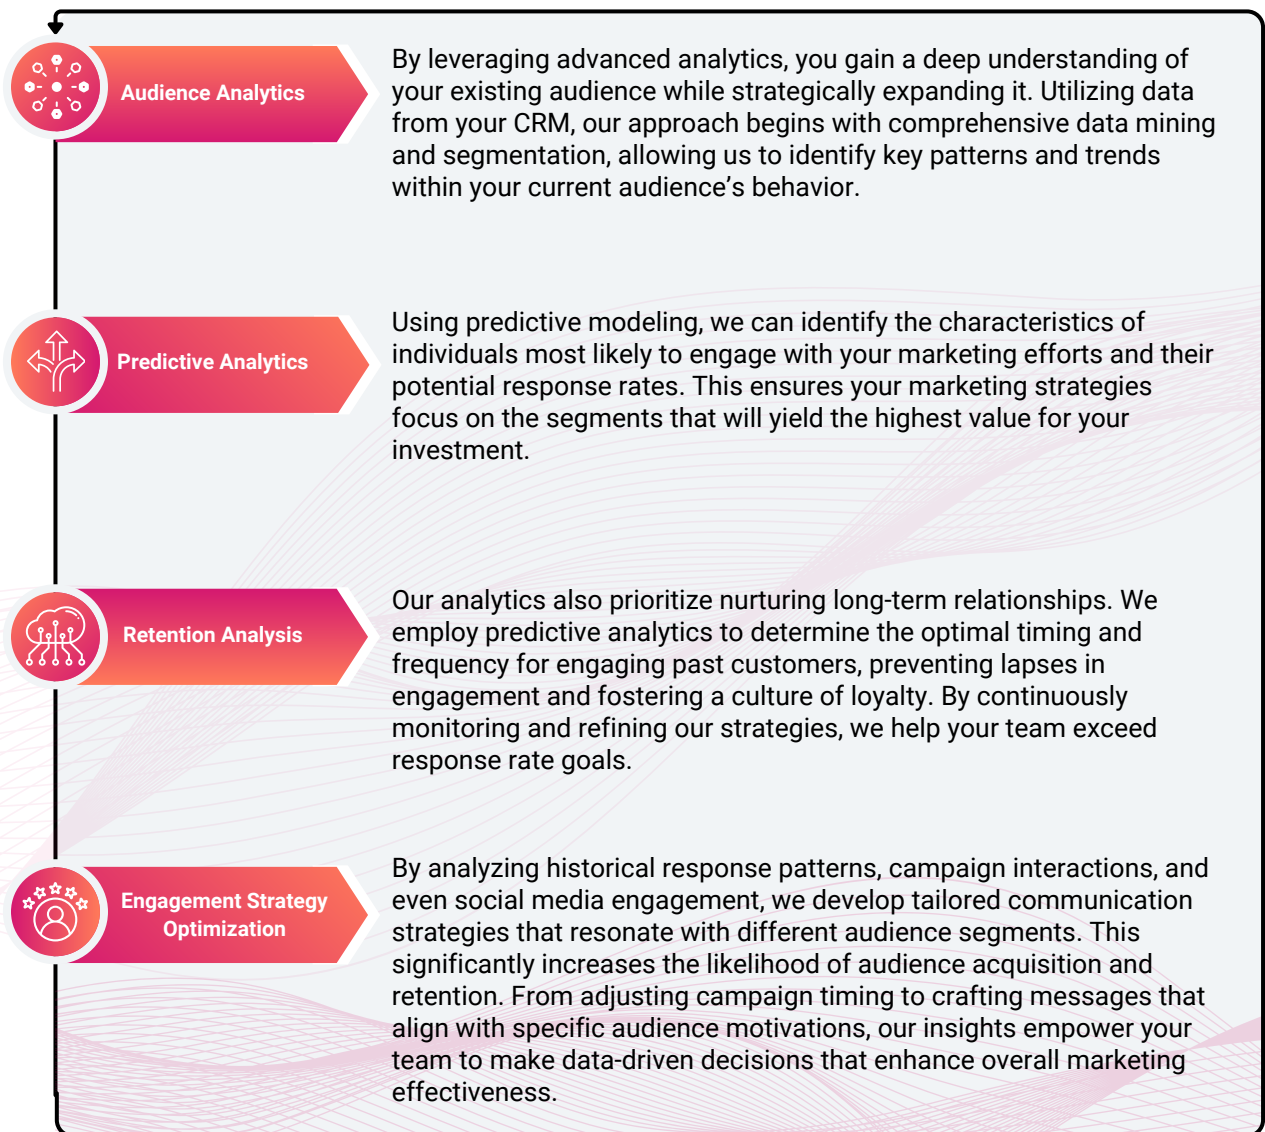 Audience Analytics
By leveraging advanced analytics, you gain a deep understanding of
your existing audience while strategically expanding it. Utilizing data
from your CRM, our approach begins with comprehensive data mining
and segmentation, allowing us to identify key patterns and trends
within your current audience’s behavior.
Predictive Analytics
Using predictive modeling, we can identify the characteristics of
individuals most likely to engage with your marketing efforts and their
potential response rates. This ensures your marketing strategies
focus on the segments that will yield the highest value for your
investment.
Retention Analysis
Our analytics also prioritize nurturing long-term relationships. We
employ predictive analytics to determine the optimal timing and
frequency for engaging past customers, preventing lapses in
engagement and fostering a culture of loyalty. By continuously
monitoring and refining our strategies, we help your team exceed
response rate goals.
Engagement Strategy
Optimization
By analyzing historical response patterns, campaign interactions, and
even social media engagement, we develop tailored communication
strategies that resonate with different audience segments. This
significantly increases the likelihood of audience acquisition and
retention. From adjusting campaign timing to crafting messages that
align with specific audience motivations, our insights empower your
team to make data-driven decisions that enhance overall marketing
effectiveness.